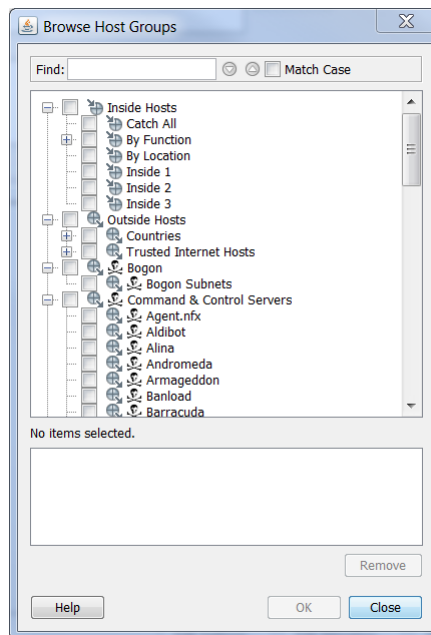 Browse Host Groups
Find:
Match Case
Inside Hosts
Catch All
By Function
By Location
Inside 1
Inside 2
Inside 3
Outside Hosts
Countries
Trusted Internet Hosts
Bogon
Bogon Subnets
Command & Control Servers
Agent.nfx
Aldibot
Alina
Andromeda
Armageddon
Banload
Barracuda
No items selected.
Remove
Help OK Close